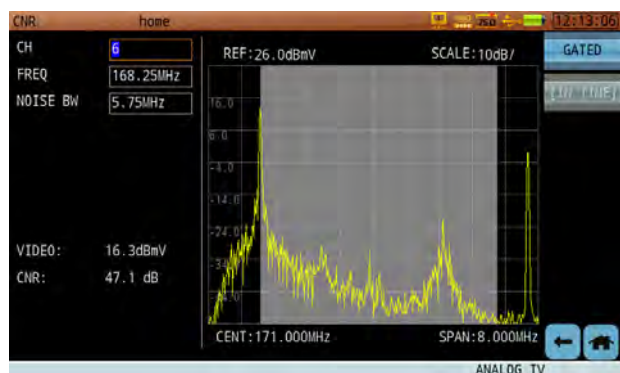 CNR: home 12:13:06
CH 6
FREQ 168.25MHz
NOISE BW 5.75MHz
VIDEO: 16.3dBmV
CNR: 47.1 dB
REF:26.0dBmV SCALE:10dB/
16.0
6.0
-4.0
-14.0
-24.0
CENT:171.000MHz SPAN:8.000MHz
GATED
ANALOG TV